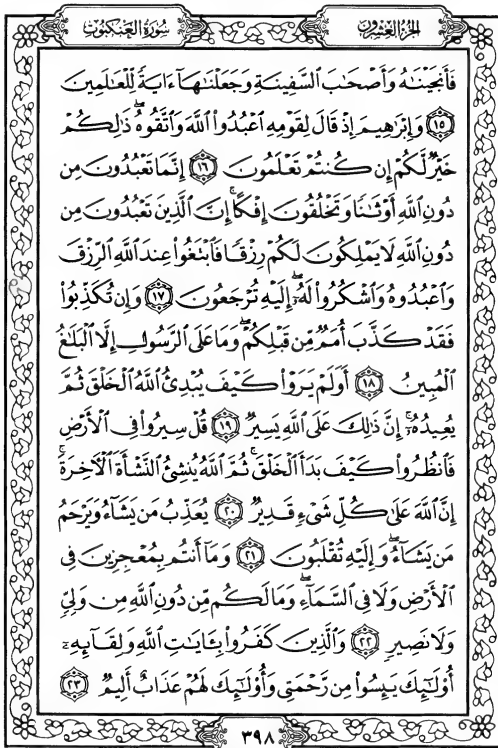 الجزء العشرون
سورة العنكبوت
فَأَنجَيْنَٰهُ وَأَصْحَٰبَ ٱلسَّفِينَةِ وَجَعَلْنَٰهَآ ءَايَةً لِّلْعَٰلَمِينَ
١٥ وَإِبْرَٰهِيمَ إِذْ قَالَ لِقَوْمِهِ ٱعْبُدُوا۟ ٱللَّهَ وَٱتَّقُوهُ ۖ ذَٰلِكُمْ
خَيْرٌ لَّكُمْ إِن كُنتُمْ تَعْلَمُونَ ١٦ إِنَّمَا تَعْبُدُونَ مِن
دُونِ ٱللَّهِ أَوْثَٰنًا وَتَخْلُقُونَ إِفْكًا ۚ إِنَّ ٱلَّذِينَ تَعْبُدُونَ مِن
دُونِ ٱللَّهِ لَا يَمْلِكُونَ لَكُمْ رِزْقًا فَٱبْتَغُوا۟ عِندَ ٱللَّهِ ٱلرِّزْقَ
وَٱعْبُدُوهُ وَٱشْكُرُوا۟ لَهُۥٓ ۖ إِلَيْهِ تُرْجَعُونَ ١٧ وَإِن تُكَذِّبُوا۟
فَقَدْ كَذَّبَ أُمَمٌ مِّن قَبْلِكُمْ ۖ وَمَا عَلَى ٱلرَّسُولِ إِلَّا ٱلْبَلَٰغُ
ٱلْمُبِينُ ١٨ أَوَلَمْ يَرَوْا۟ كَيْفَ يُبْدِئُ ٱللَّهُ ٱلْخَلْقَ ثُمَّ
يُعِيدُهُۥٓ ۚ إِنَّ ذَٰلِكَ عَلَى ٱللَّهِ يَسِيرٌ ١٩ قُلْ سِيرُوا۟ فِى ٱلْأَرْضِ
فَٱنظُرُوا۟ كَيْفَ بَدَأَ ٱلْخَلْقَ ۚ ثُمَّ ٱللَّهُ يُنشِئُ ٱلنَّشْأَةَ ٱلْءَاخِرَةَ ۚ
إِنَّ ٱللَّهَ عَلَىٰ كُلِّ شَىْءٍ قَدِيرٌ ٢٠ يُعَذِّبُ مَن يَشَآءُ وَيَرْحَمُ
مَن يَشَآءُ ۖ وَإِلَيْهِ تُقْلَبُونَ ٢١ وَمَآ أَنتُم بِمُعْجِزِينَ فِى
ٱلْأَرْضِ وَلَا فِى ٱلسَّمَآءِ ۖ وَمَا لَكُم مِّن دُونِ ٱللَّهِ مِن وَلِىٍّ
وَلَا نَصِيرٍ ٢٢ وَٱلَّذِينَ كَفَرُوا۟ بِـَٔايَٰتِ ٱللَّهِ وَلِقَآئِهِۦٓ
أُو۟لَٰٓئِكَ يَئِسُوا۟ مِن رَّحْمَتِى وَأُو۟لَٰٓئِكَ لَهُمْ عَذَابٌ أَلِيمٌ ٢٣
٣٩٨